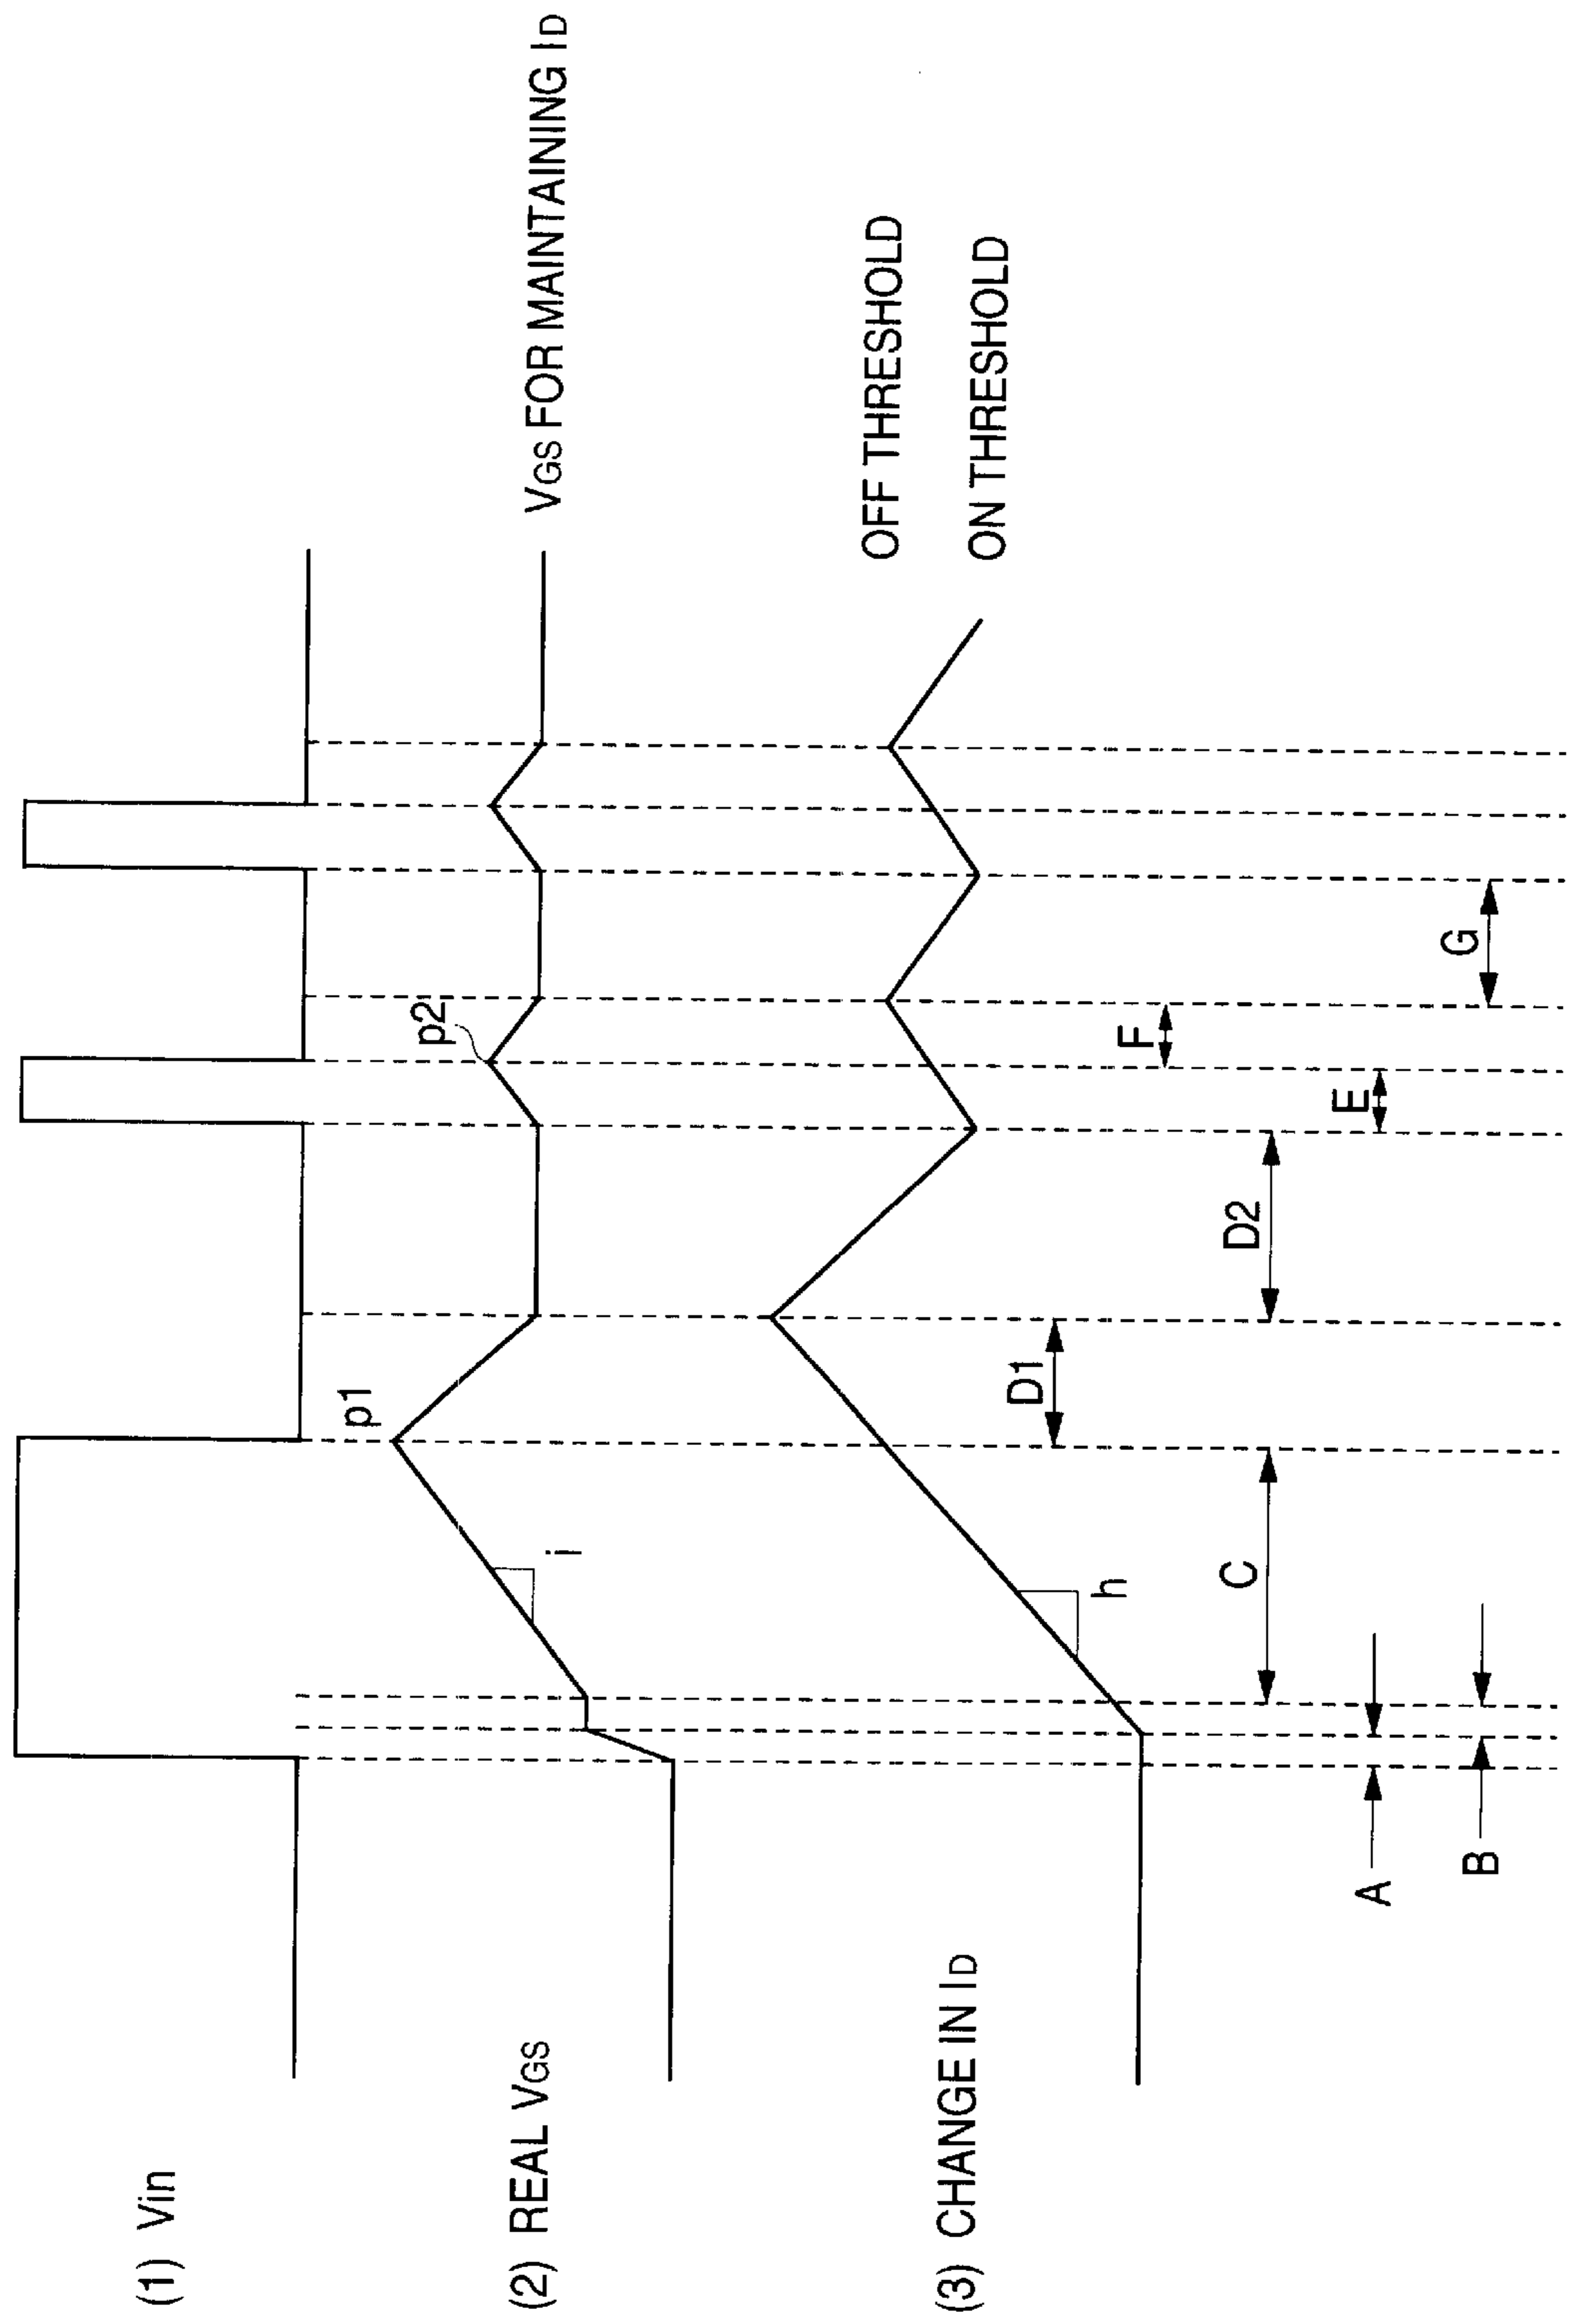 (1) Vin
(2) REAL VGS
VGS FOR MAINTAINING ID
p1
p2
i
(3) CHANGE IN ID
OFF THRESHOLD
ON THRESHOLD
h
A
B
C
D1
D2
E
F
G